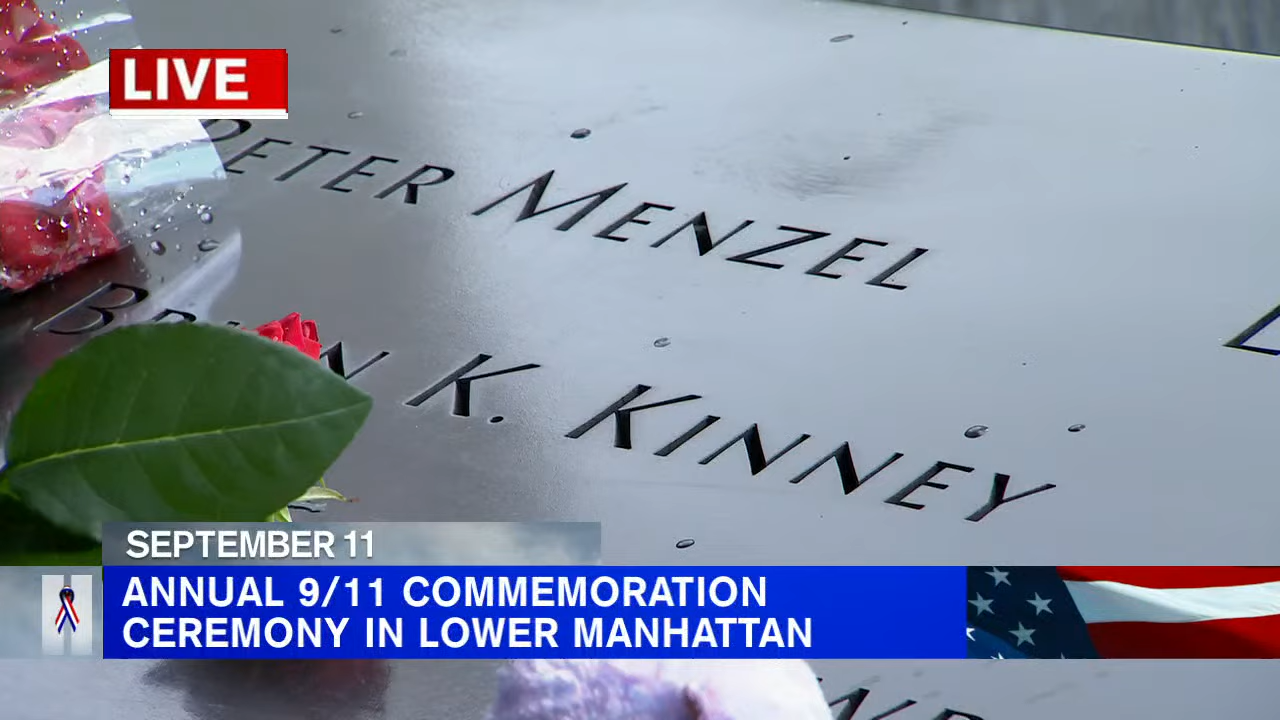 LIVE
PETER MENZEL
K. KINNEY
SEPTEMBER 11
ANNUAL 9/11 COMMEMORATION
CEREMONY IN LOWER MANHATTAN